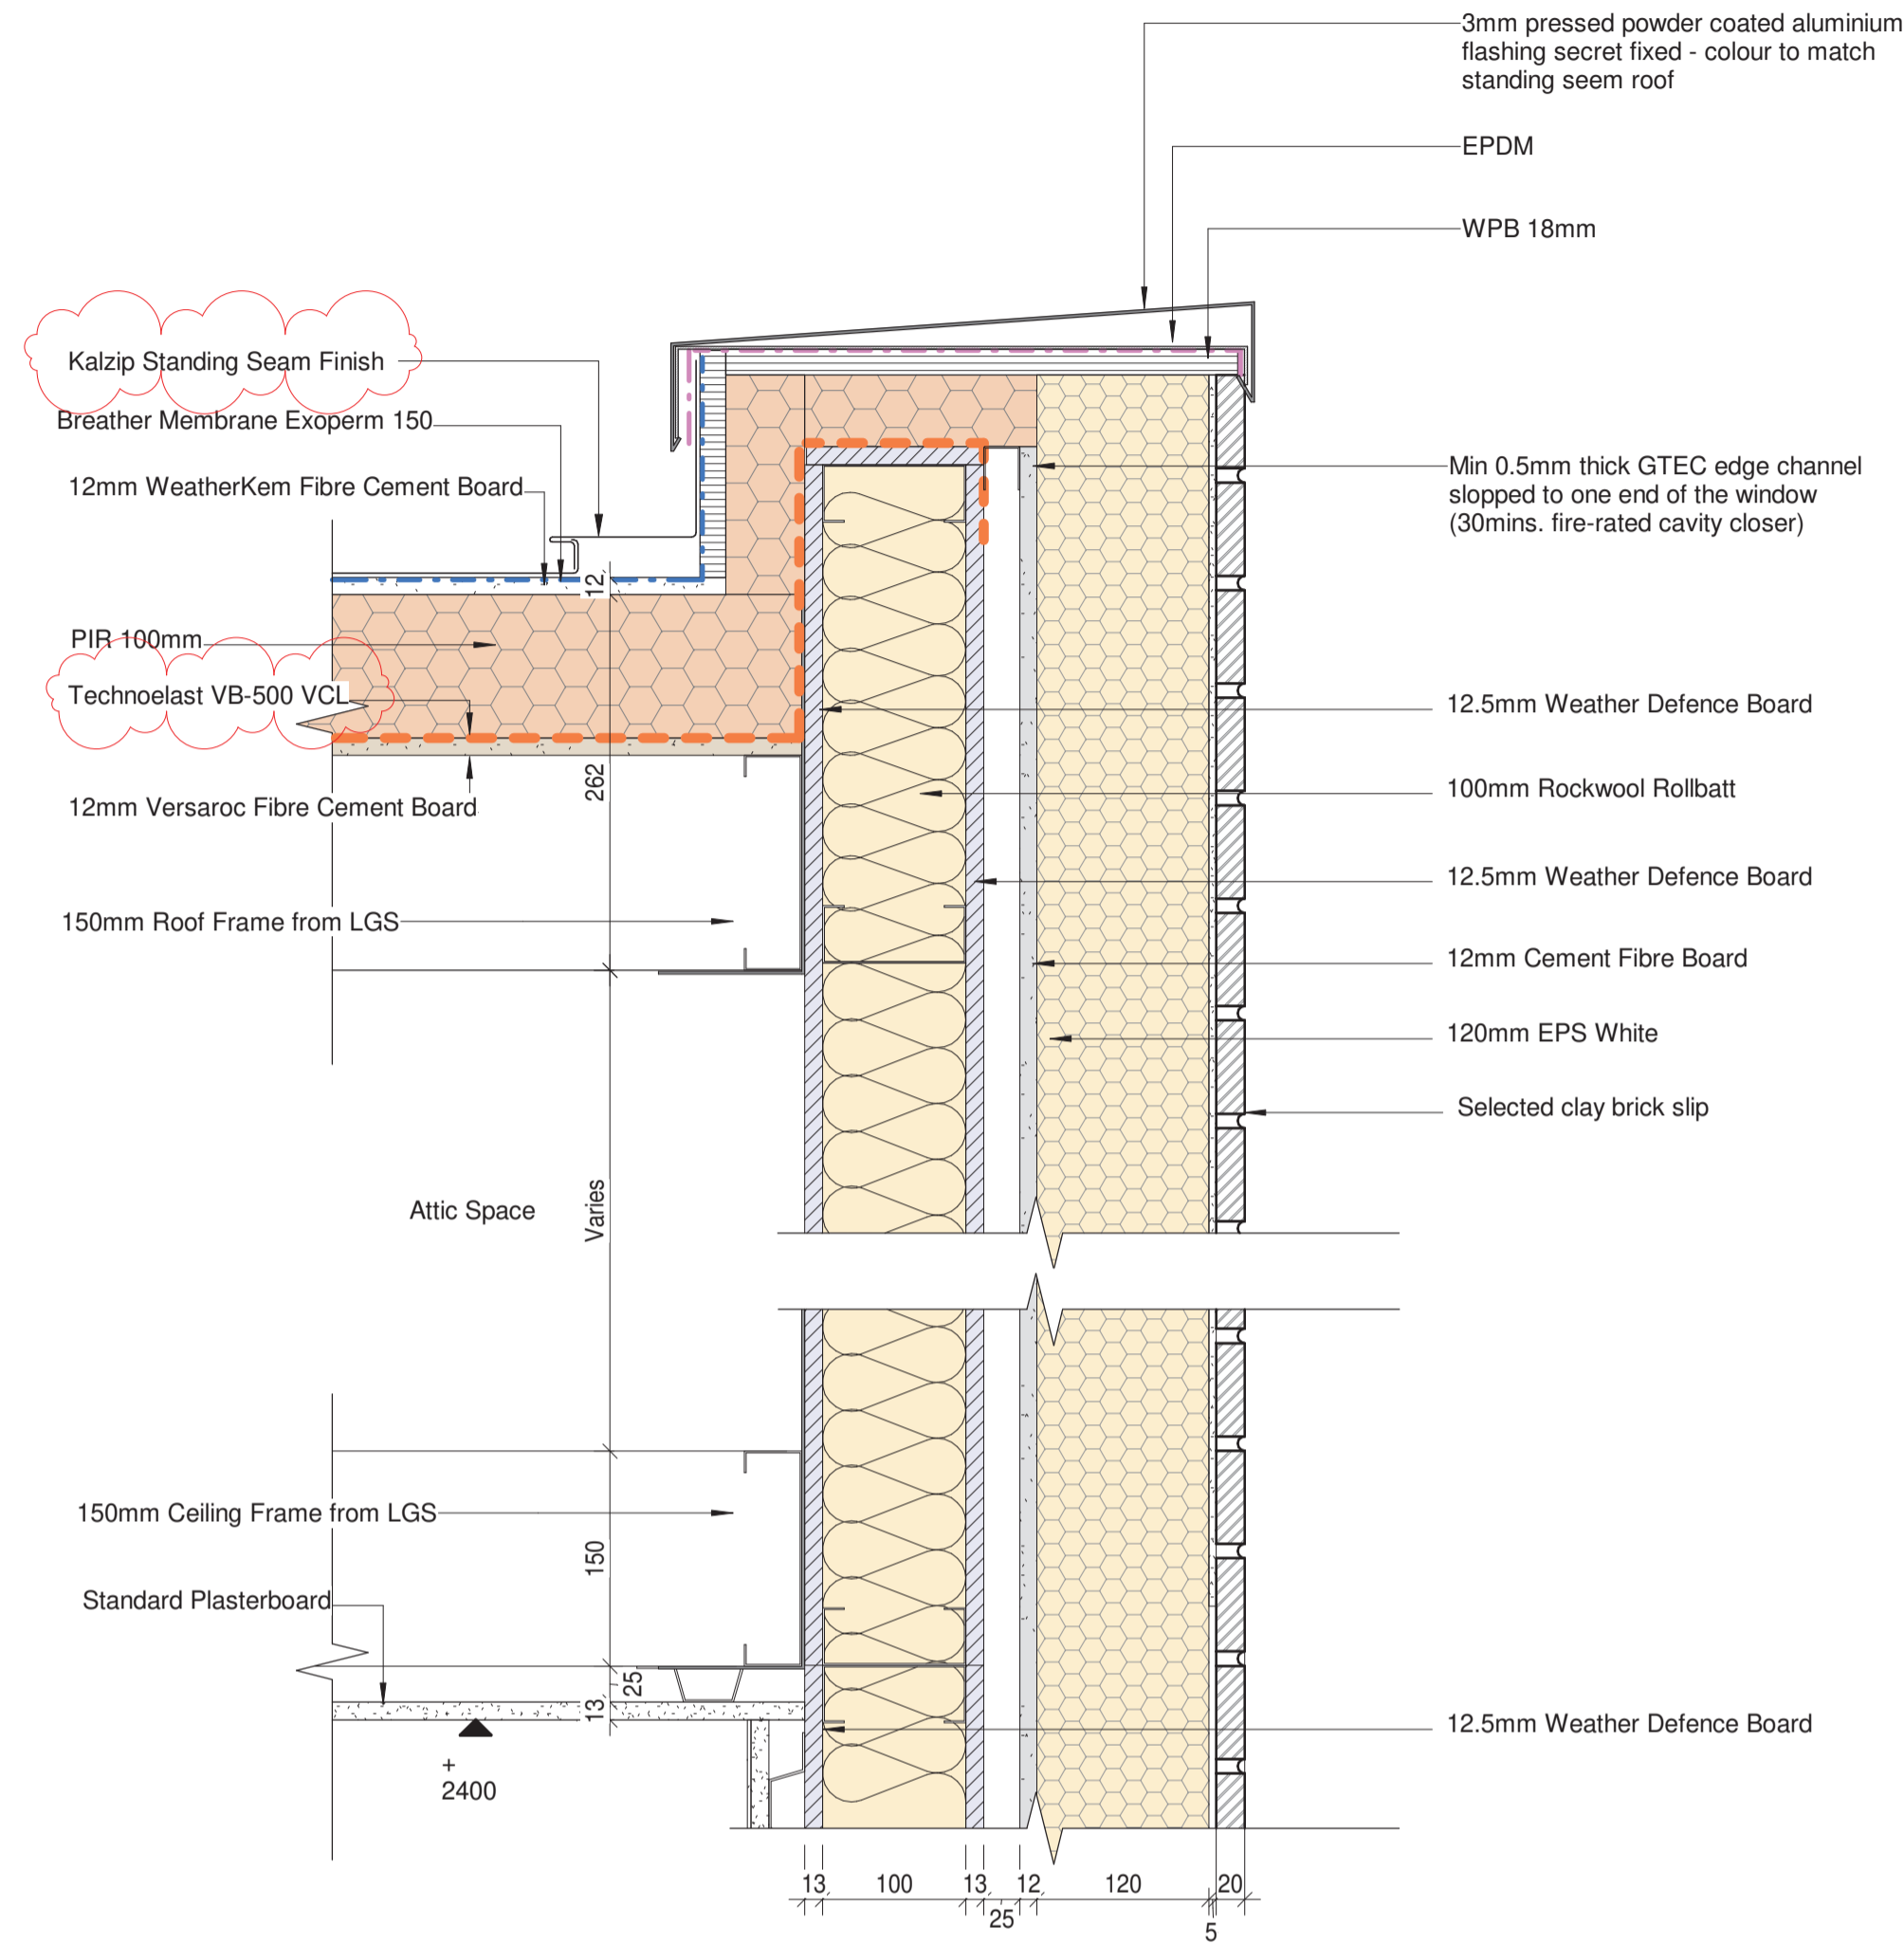 3mm pressed powder coated aluminium
flashing secret fixed - colour to match
standing seem roof
EPDM
WPB 18mm
Kalzip Standing Seam Finish
Breather Membrane Exoperm 150
12mm WeatherKem Fibre Cement Board
PIR 100mm
Technoelast VB-500 VCL
12mm Versaroc Fibre Cement Board
150mm Roof Frame from LGS
Attic Space
150mm Ceiling Frame from LGS
Standard Plasterboard
+
2400
12
262
Varies
150
25
13
Min 0.5mm thick GTEC edge channel
slopped to one end of the window
(30mins. fire-rated cavity closer)
12.5mm Weather Defence Board
100mm Rockwool Rollbatt
12.5mm Weather Defence Board
12mm Cement Fibre Board
120mm EPS White
Selected clay brick slip
12.5mm Weather Defence Board
13 100 13 12 120 20
25 5